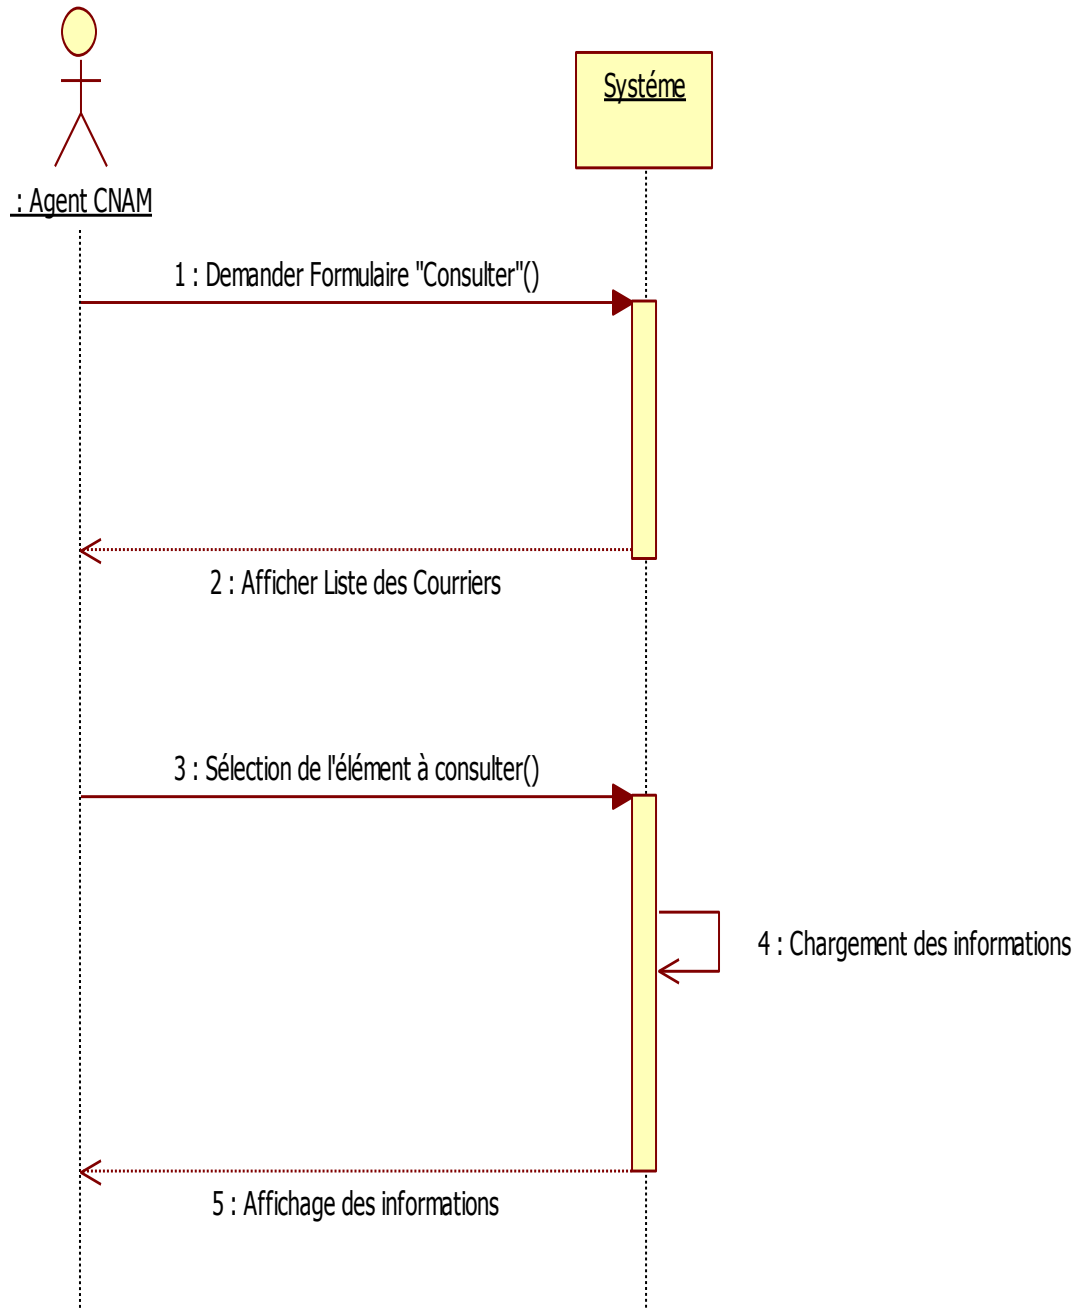 Systéme
: Agent CNAM
1 : Demander Formulaire "Consulter"()
2 : Afficher Liste des Courriers
3 : Sélection de l'élémént à consulter()
4 : Chargement des informations
5 : Affichage des informations